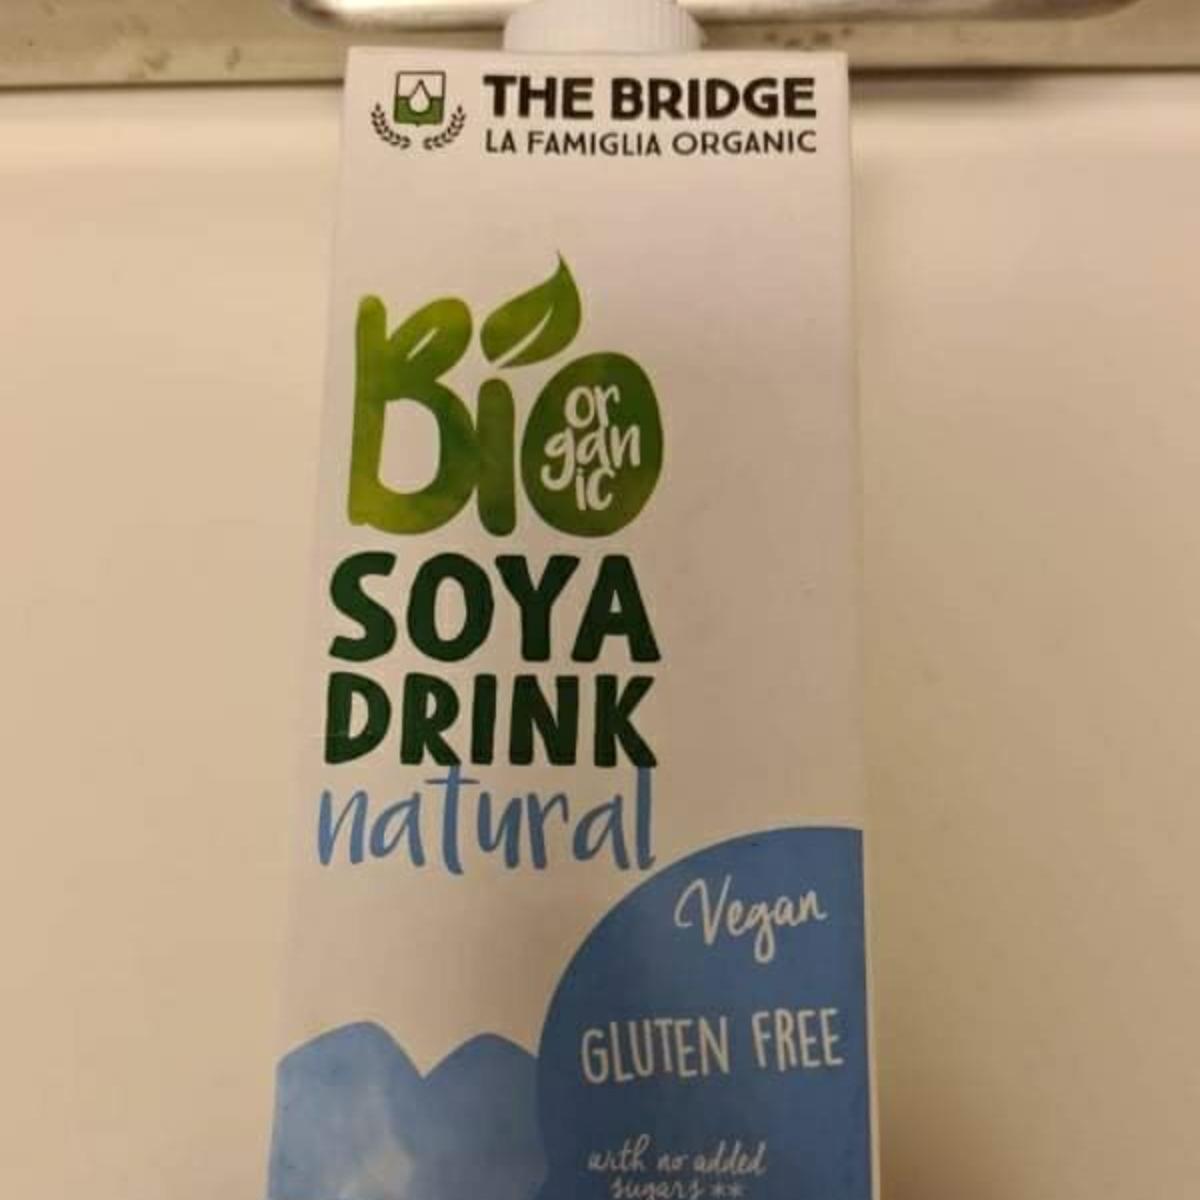 THE BRIDGE
LA FAMIGLIA ORGANIC
Bio
or
gan
ic
SOYA
DRINK
natural
Vegan
GLUTEN FREE
with no added
sugars **